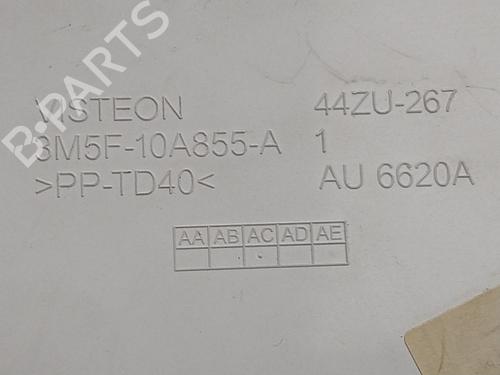 B-PARTS
VISTEON 44ZU-267
3M5F-10A855-A 1
>PP-TD40< AU 6620A
AA AB AC AD AE